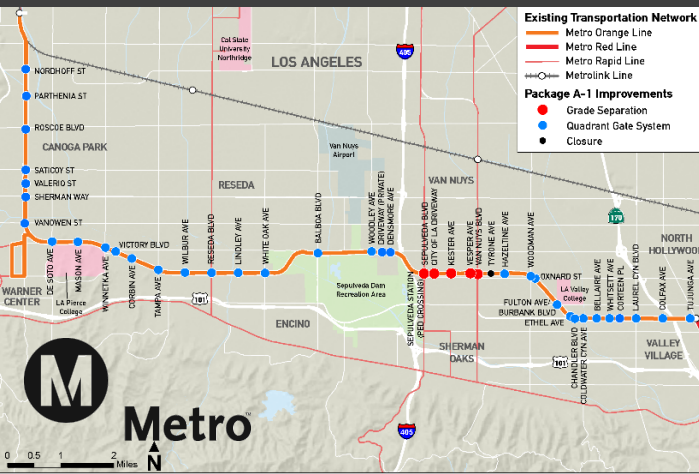 Existing Transportation Network
Metro Orange Line
Metro Red Line
Metro Rapid Line
Metrolink Line
Package A-1 Improvements
Grade Separation
Quadrant Gate System
Closure
Cal State
University
Northridge
LOS ANGELES
405
NORDHOFF ST
PARTHENIA ST
ROSCOE BLVD
CANOGA PARK
SATICOY ST
VALERIO ST
SHERMAN WAY
VANOWEN ST
RESEDA
Van Nuys
Airport
VAN NUYS
170
NORTH
HOLLYWOO
WARNER
CENTER
DE SOTO AVE
MASON AVE
LA Pierce
College
WINNETKA AVE
VICTORY BLVD
CORBIN AVE
TAMPA AVE
WILBUR AVE
RESEDA BLVD
LINDLEY AVE
WHITE OAK AVE
BALBOA BLVD
WOODLEY AVE
DRIVEWAY (PRIVATE)
DENSMORE AVE
SEPULVEDA STATION
(PED CROSSING)
SEPULVEDA BLVD
CITY OF LA DRIVEWAY
KESTER AVE
VESPER AVE
VAN NUYS BLVD
TYRONE AVE
HAZELTINE AVE
WOODMAN AVE
OXNARD ST
LA Valley
College
FULTON AVE/
BURBANK BLVD
ETHEL AVE
CHANDLER BLVD
COLDWATER CYN AVE
BELLAIRE AVE
WHITSETT AVE
CORTEEN PL
LAUREL CYN BLVD
COLFAX AVE
TUJUNGA AVE
Sepulveda Dam
Recreation Area
101
ENCINO
SHERMAN
OAKS
101
VALLEY
VILLAGE
M
Metro
TM
405
0 0.5 1 2
Miles
N